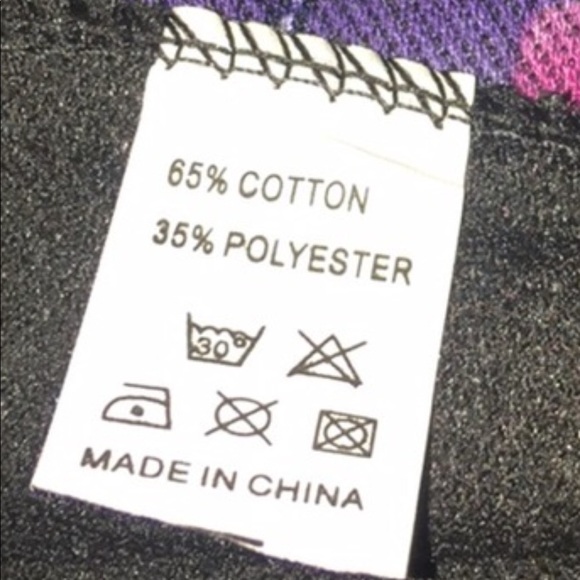 65% COTTON
35% POLYESTER
30°
MADE IN CHINA